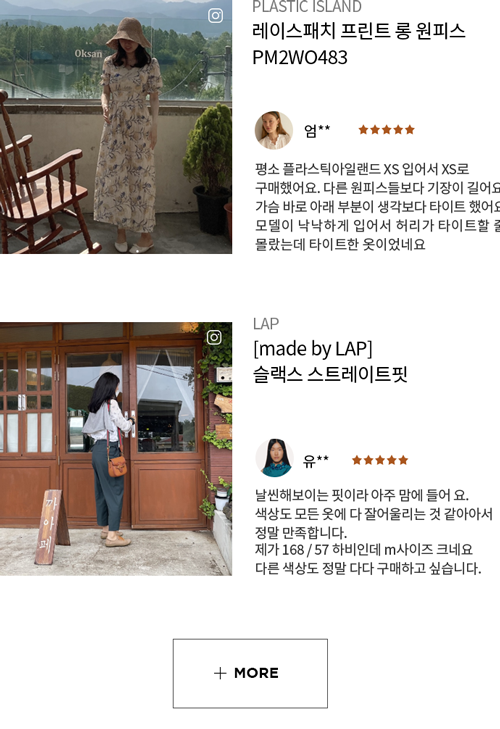 PLASTIC ISLAND
레이스패치 프린트 롱 원피스
PM2WO483
Oksan
엄**
평소 플라스틱아일랜드 XS 입어서 XS로
구매했어요. 다른 원피스들보다 기장이 길어요
가슴 바로 아래 부분이 생각보다 타이트 했어요
모델이 낙낙하게 입어서 허리가 타이트할 줄
몰랐는데 타이트한 옷이었네요
LAP
[made by LAP]
슬랙스 스트레이트핏
유**
날씬해보이는 핏이라 아주 맘에 들어 요.
색상도 모든 옷에 다 잘어울리는 것 같아아서
정말 만족합니다.
제가 168 / 57 하비인데 m사이즈 크네요
다른 색상도 정말 다다 구매하고 싶습니다.
까
이
페
+ MORE